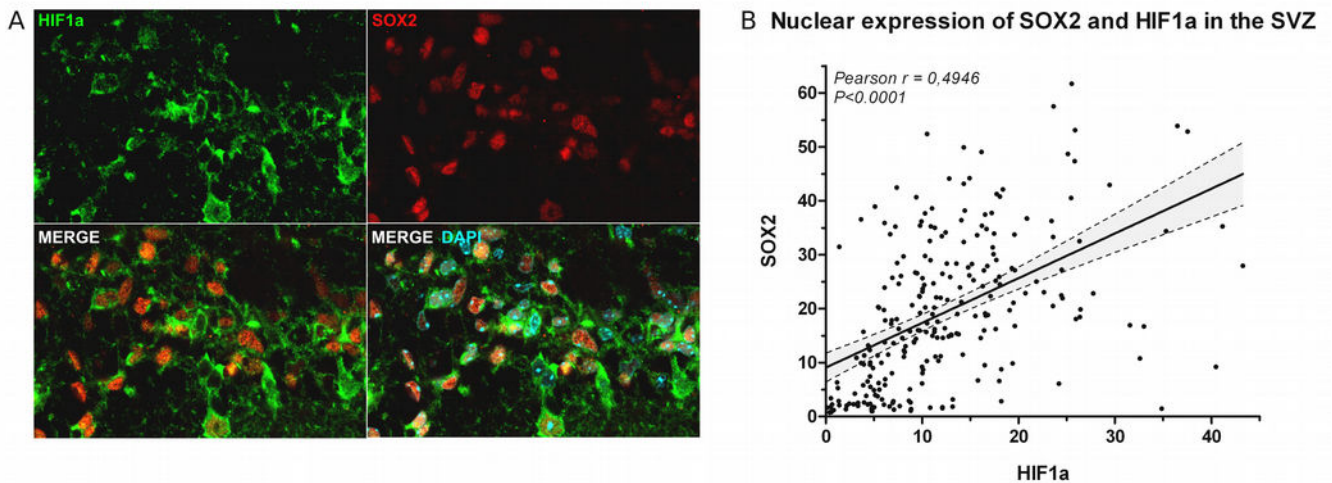 A
HIF1a
SOX2
MERGE
MERGE DAPI
B Nuclear expression of SOX2 and HIF1a in the SVZ
Pearson r = 0,4946
P<0.0001
SOX2
60
50
40
30
20
10
0
0 10 20 30 40
HIF1a